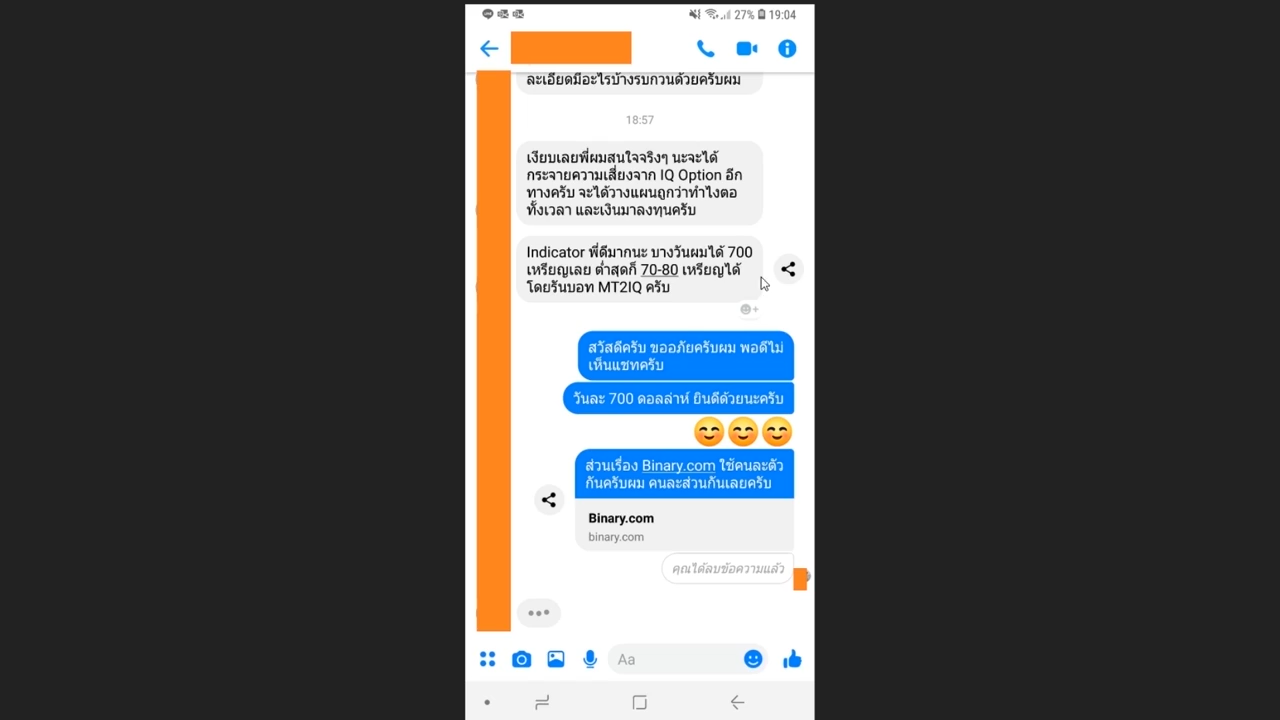 27% 19:04
ละเอียดมีอะไรบ้างรบกวนด้วยครับผม
18:57
เงียบเลยพี่ผมสนใจจริงๆ นะจะได้
กระจายความเสี่ยงจาก IQ Option อีก
ทางครับ จะได้วางแผนถูกว่าทำไงตอ
ทั้งเวลา และเงินมาลงทุนครับ
Indicator พี่ดีมากนะ บางวันผมได้ 700
เหรียญเลย ต่ำสุดก็ 70-80 เหรียญได้
โดยรันบอท MT2IQ ครับ
สวัสดีครับ ขออภัยครับผม พอดีไม่
เห็นแชทครับ
วันละ 700 ดอลล่าห์ ยินดีด้วยนะครับ
ส่วนเรื่อง Binary.com ใช้คนละตัว
กันครับผม คนละส่วนกันเลยครับ
Binary.com
binary.com
คุณได้ลบข้อความแล้ว
Aa